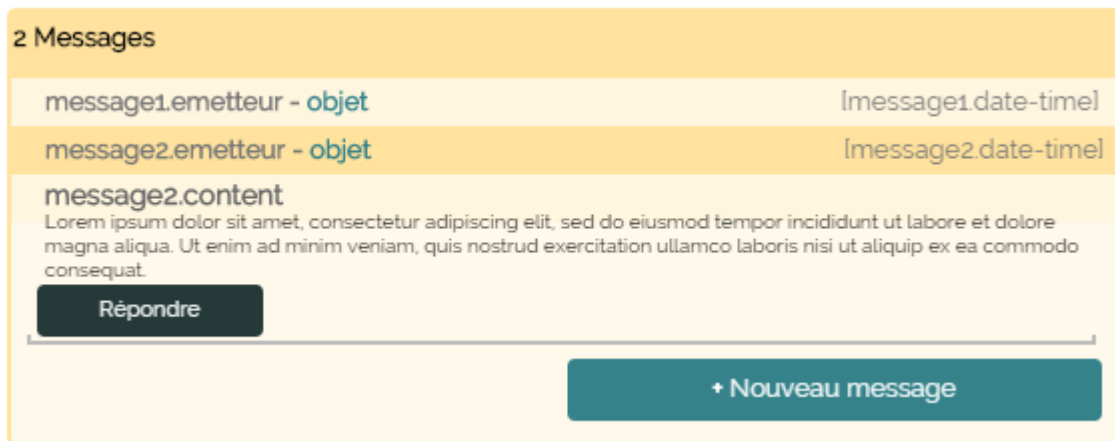 2 Messages
message1.emetteur - objet [message1.date-time]
message2.emetteur - objet [message2.date-time]
message2.content
Lorem ipsum dolor sit amet, consectetur adipiscing elit, sed do eiusmod tempor incididunt ut labore et dolore
magna aliqua. Ut enim ad minim veniam, quis nostrud exercitation ullamco laboris nisi ut aliquip ex ea commodo
consequat.
Répondre
+ Nouveau message